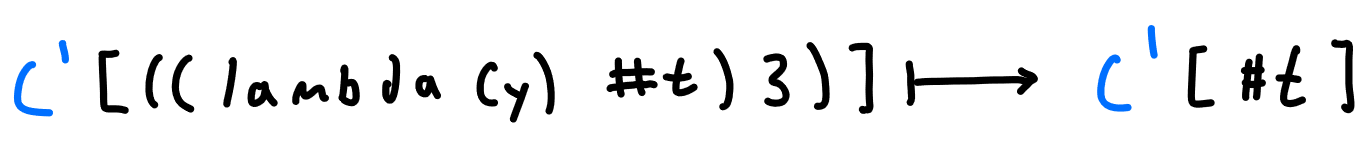 C'[((lambda (y) #t) 3)] ⟼ C'[#t]